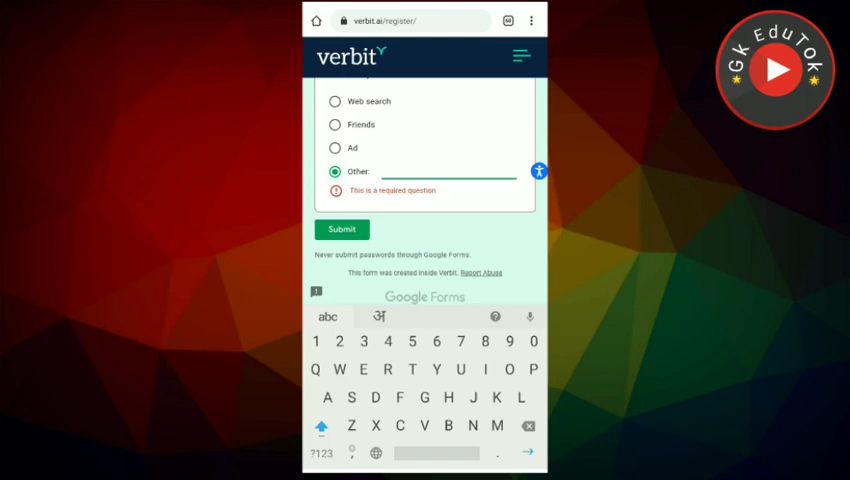 verbit.ai/register/
verbit
Gk EduTok
Web search
Friends
Ad
Other:
This is a required question
Submit
Never submit passwords through Google Forms.
This form was created inside Verbit. Report Abuse
Google Forms
abc अ
1 2 3 4 5 6 7 8 9 0
Q W E R T Y U I O P
A S D F G H J K L
Z X C V B N M
?123 , .